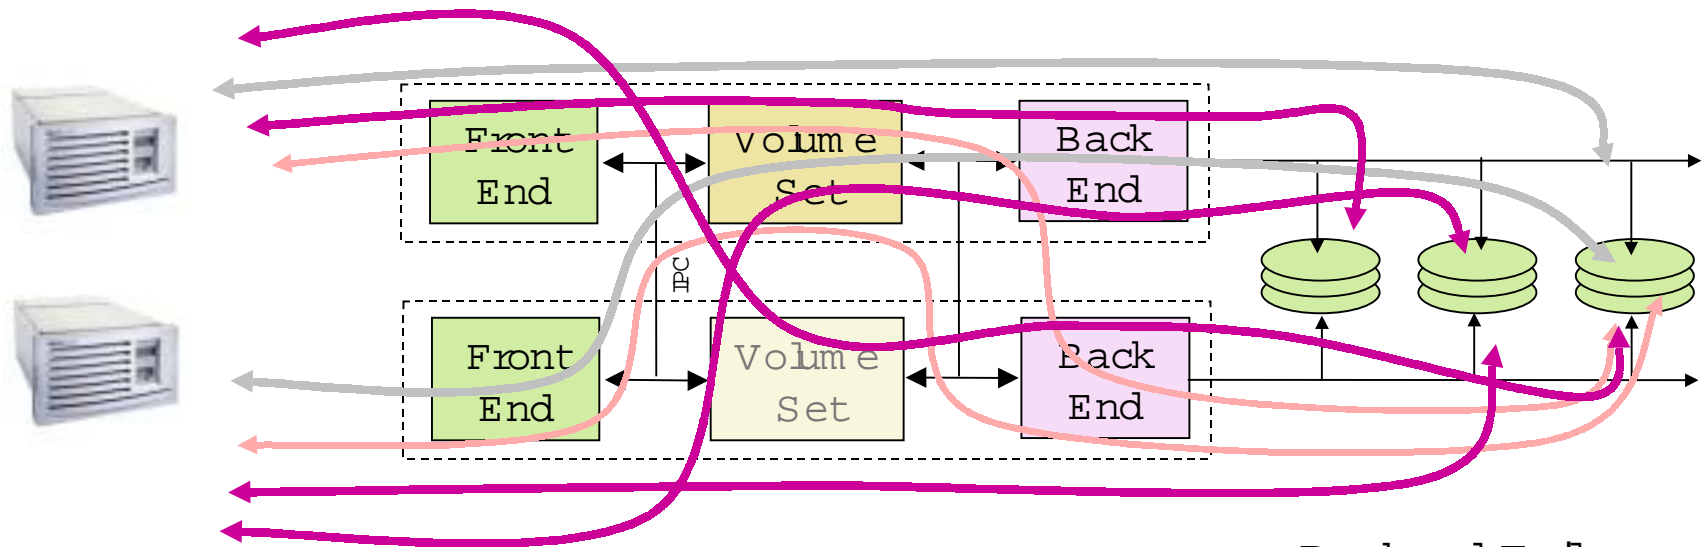 Front
End
Volume
Set
Back
End
IPC
Front
End
Volume
Set
Back
End